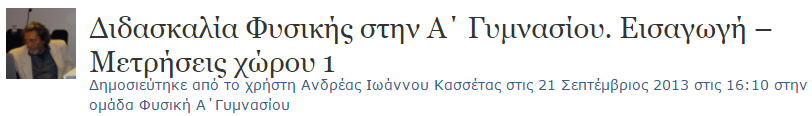 Διδασκαλία Φυσικής στην Α΄ Γυμνασίου. Εισαγωγή –
Μετρήσεις χώρου 1
Δημοσιεύτηκε από το χρήστη Ανδρέας Ιωάννου Κασσέτας στις 21 Σεπτέμβριος 2013 στις 16:10 στην
ομάδα Φυσική Α΄Γυμνασίου